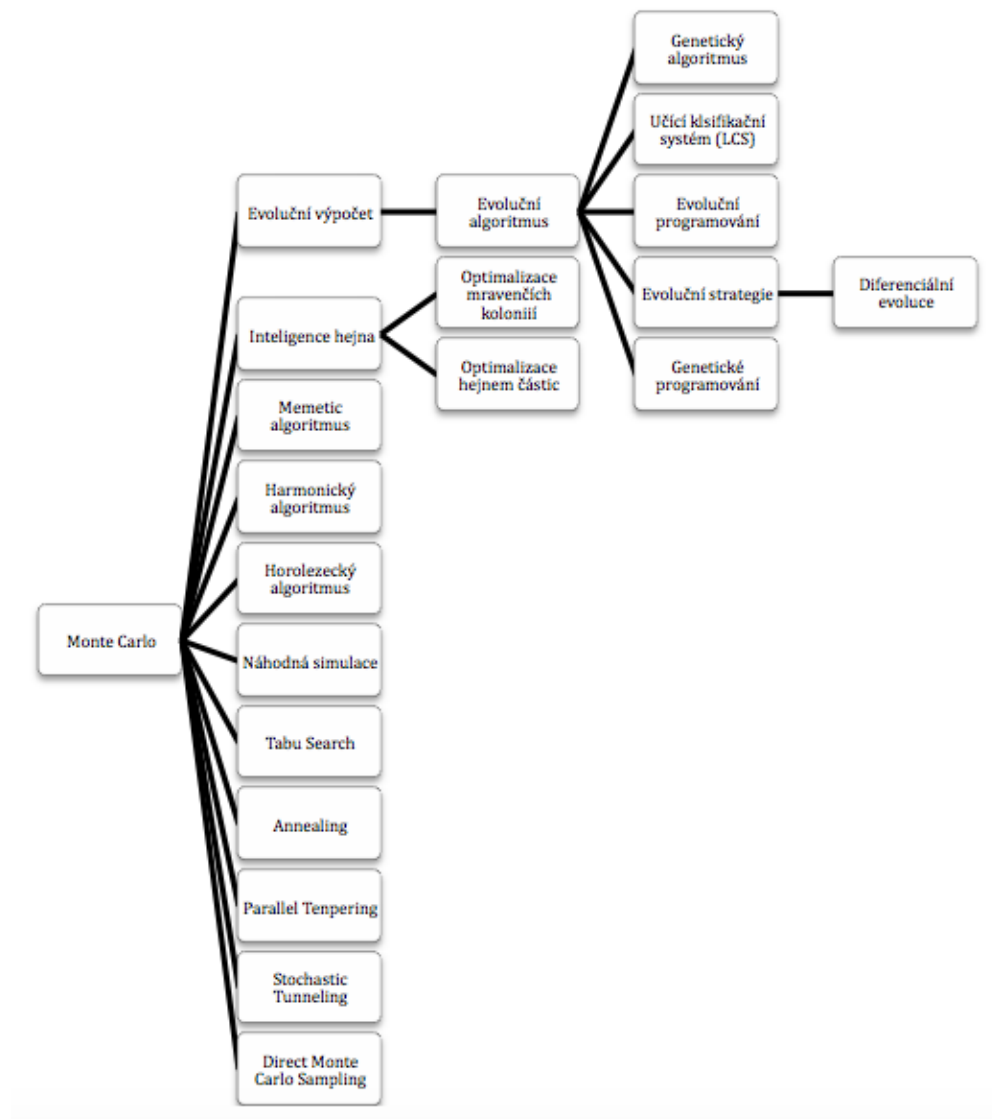 Genetický
algoritmus
Učící klsifikační
systém (LCS)
Evoluční výpočet
Evoluční
algoritmus
Evoluční
programování
Optimalizace
mravenčích
koloniií
Evoluční strategie
Diferenciální
evoluce
Inteligence hejna
Optimalizace
hejnem částic
Genetické
programování
Memetic
algoritmus
Harmonický
algoritmus
Horolezecký
algoritmus
Monte Carlo
Náhodná simulace
Tabu Search
Annealing
Parallel Tenpering
Stochastic
Tunneling
Direct Monte
Carlo Sampling